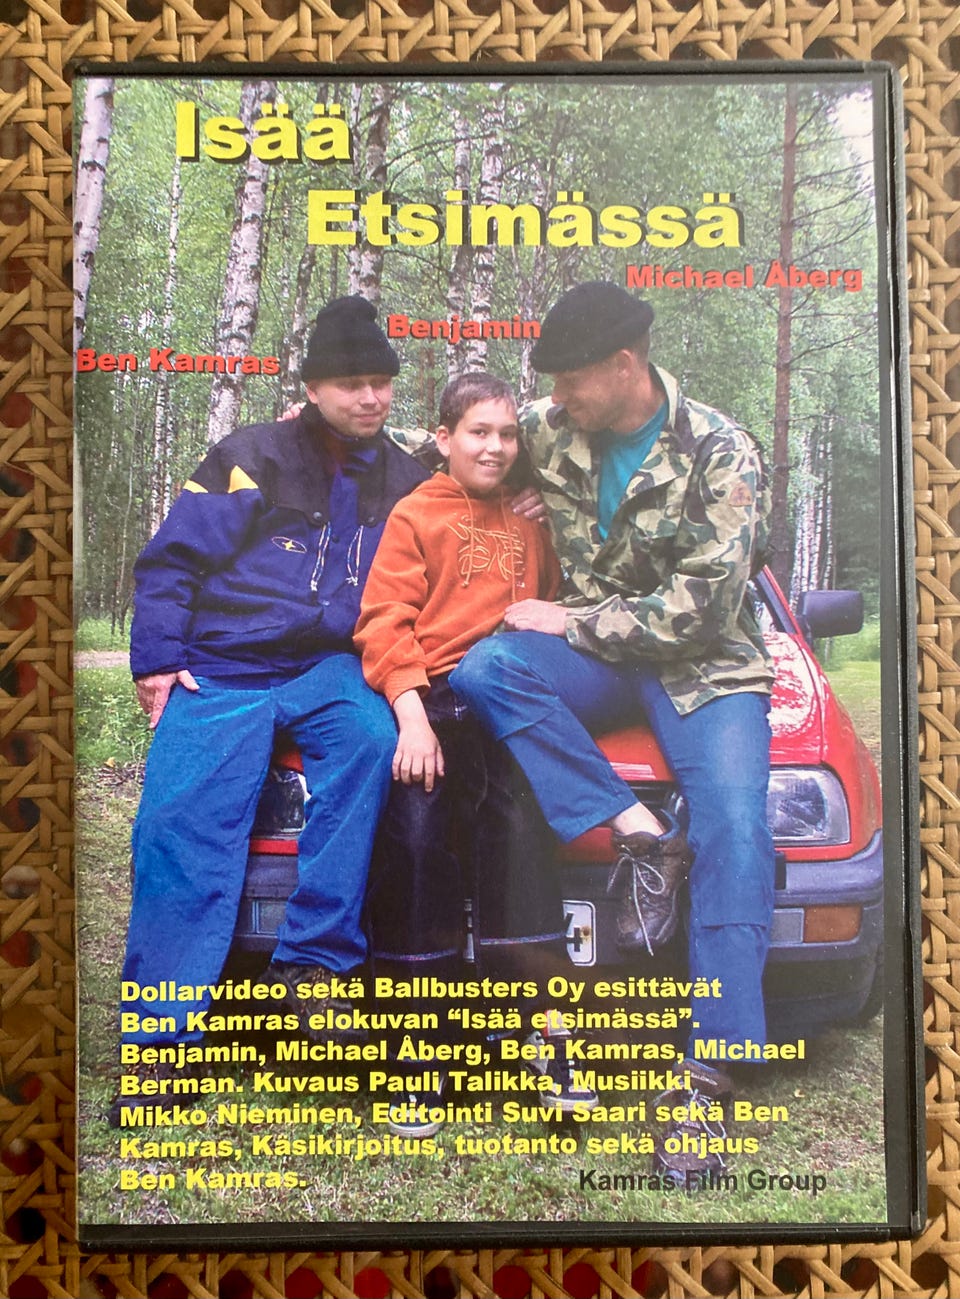 Isää
Etsimässä
Michael Åberg
Benjamin
Ben Kamras
Dollarvideo sekä Ballbusters Oy esittävät
Ben Kamras elokuvan “Isää etsimässä”.
Benjamin, Michael Åberg, Ben Kamras, Michael
Berman. Kuvaus Pauli Talikka, Musiikki
Mikko Nieminen, Editointi Suvi Saari sekä Ben
Kamras, Käsikirjoitus, tuotanto sekä ohjaus
Ben Kamras.
Kamras Film Group